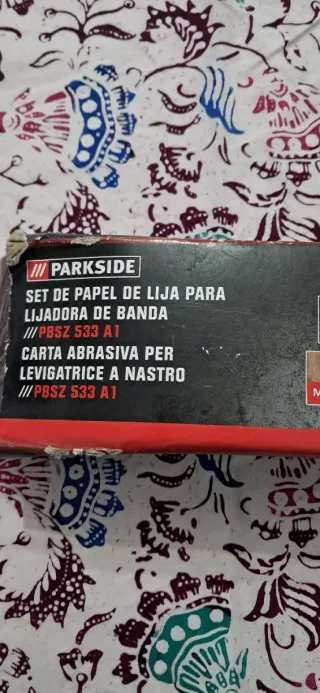 /// PARKSIDE
SET DE PAPEL DE LIJA PARA
LIJADORA DE BANDA
/// PBSZ 533 A1
CARTA ABRASIVA PER
LEVIGATRICE A NASTRO
/// PBSZ 533 A1
M